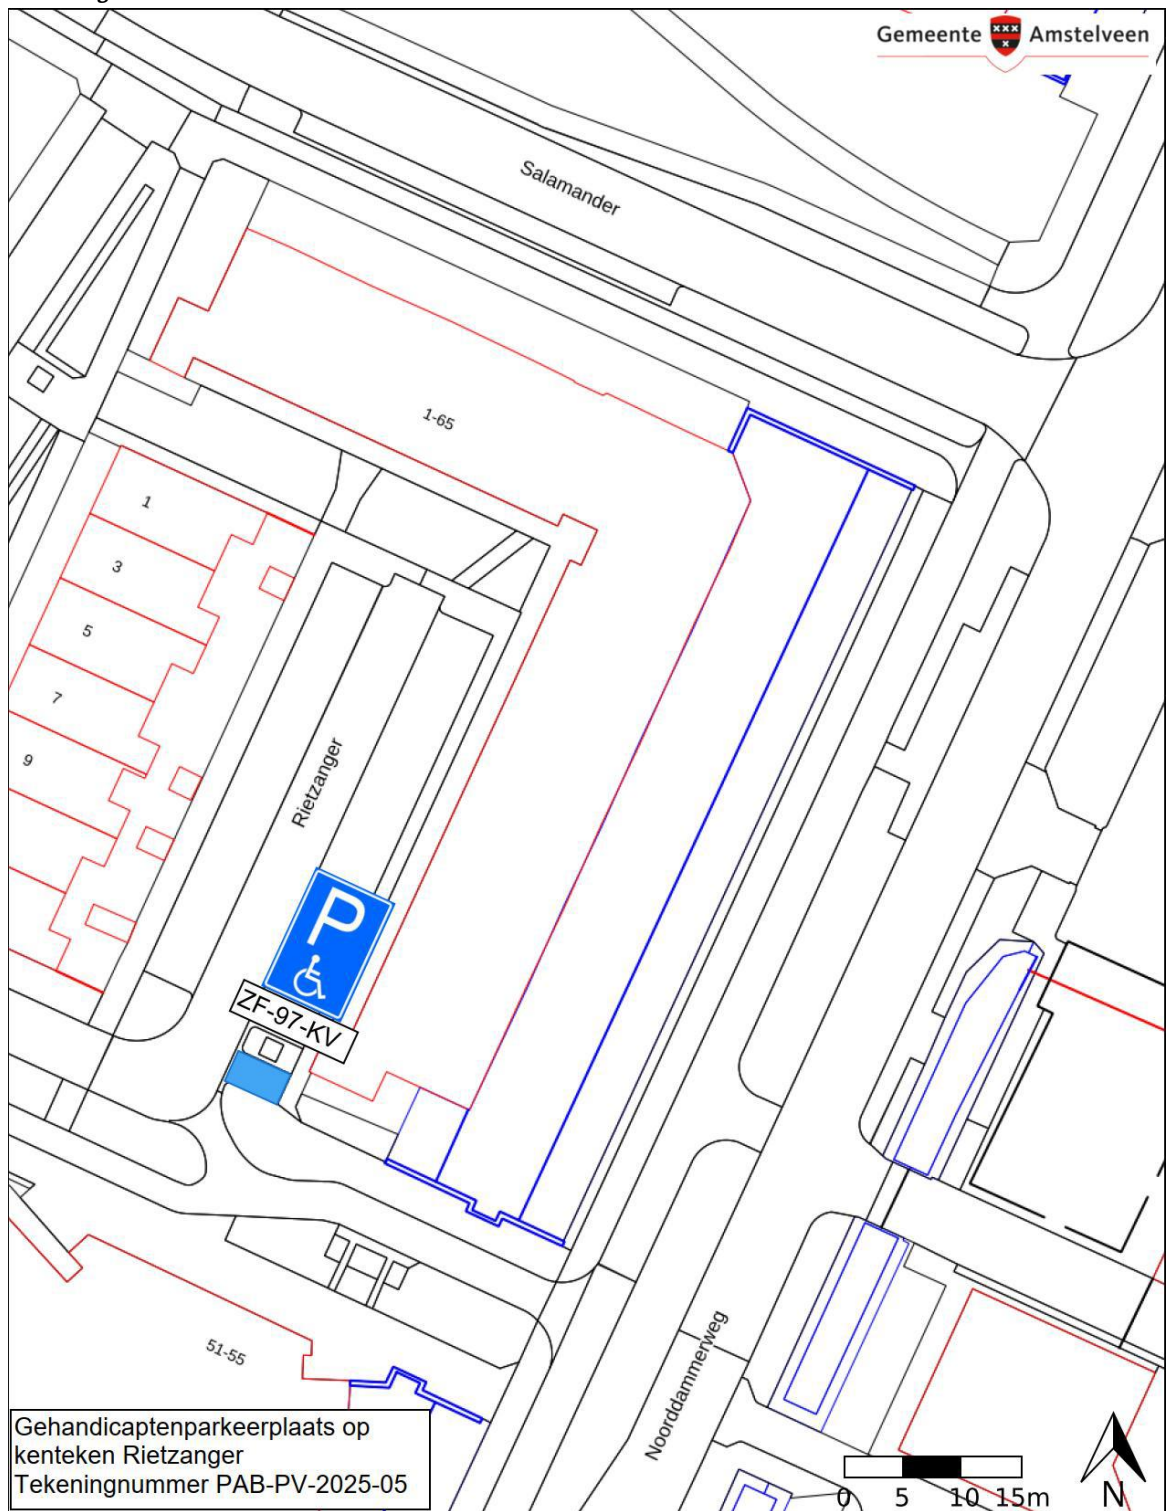 Gemeente Amstelveen
Salamander
1-65
1
3
5
7
9
Rietzanger
P
ZF-97-KV
51-55
Noorddammerweg
Gehandicaptenparkeerplaats op
kenteken Rietzanger
Tekeningnummer PAB-PV-2025-05
0 5 10 15m
N